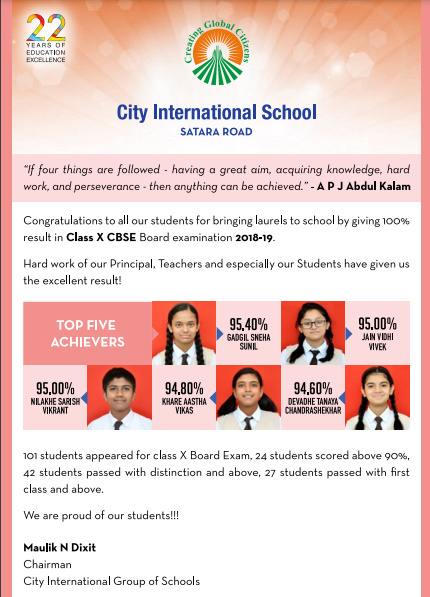 22
YEARS OF
EDUCATION
EXCELLENCE
Creating Global Citizens
City International School
SATARA ROAD
“If four things are followed - having a great aim, acquiring knowledge, hard
work, and perseverance - then anything can be achieved.” - A P J Abdul Kalam
Congratulations to all our students for bringing laurels to school by giving 100%
result in Class X CBSE Board examination 2018-19.
Hard work of our Principal, Teachers and especially our Students have given us
the excellent result!
TOP FIVE
ACHIEVERS
95.40%
GADGIL SNEHA
SUNIL
95.00%
JAIN VIDHI
VIVEK
95.00%
NILAKHE SARISH
VIKRANT
94.80%
KHARE AASTHA
VIKAS
94.60%
DEVADHE TANAYA
CHANDRASHEKHAR
101 students appeared for class X Board Exam, 24 students scored above 90%,
42 students passed with distinction and above, 27 students passed with first
class and above.
We are proud of our students!!!
Maulik N Dixit
Chairman
City International Group of Schools